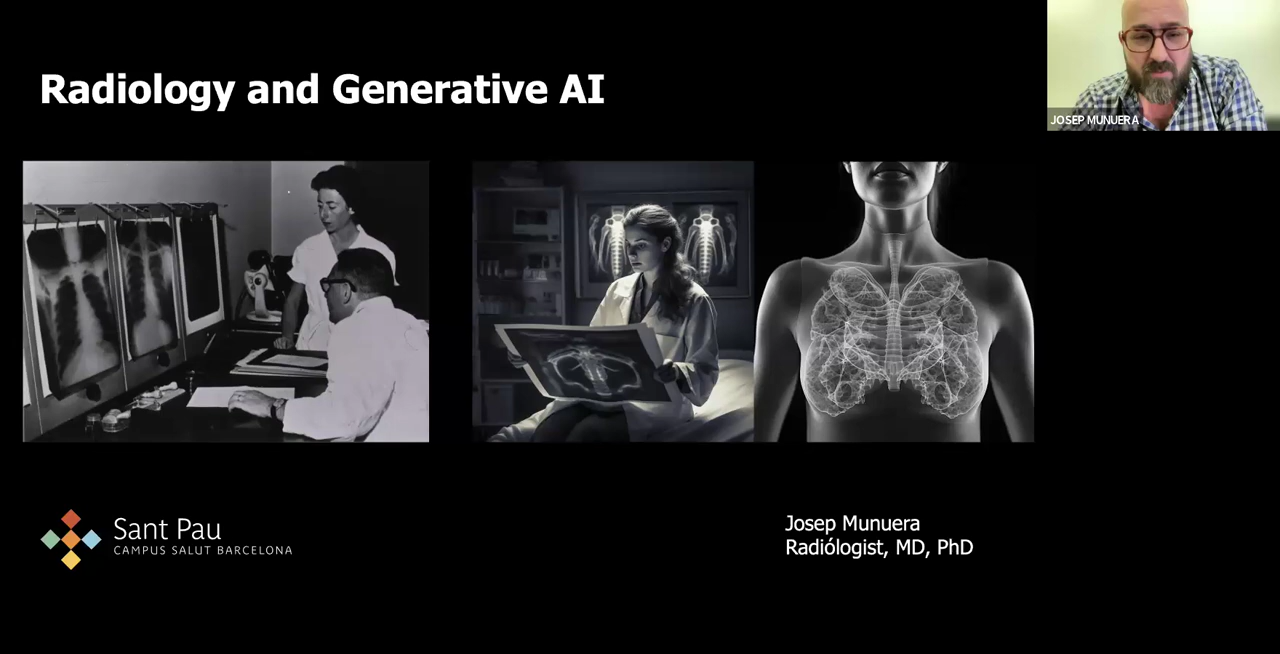 Radiology and Generative AI
JOSEP MUNUERA
Sant Pau
CAMPUS SALUT BARCELONA
Josep Munuera
Radiólogist, MD, PhD